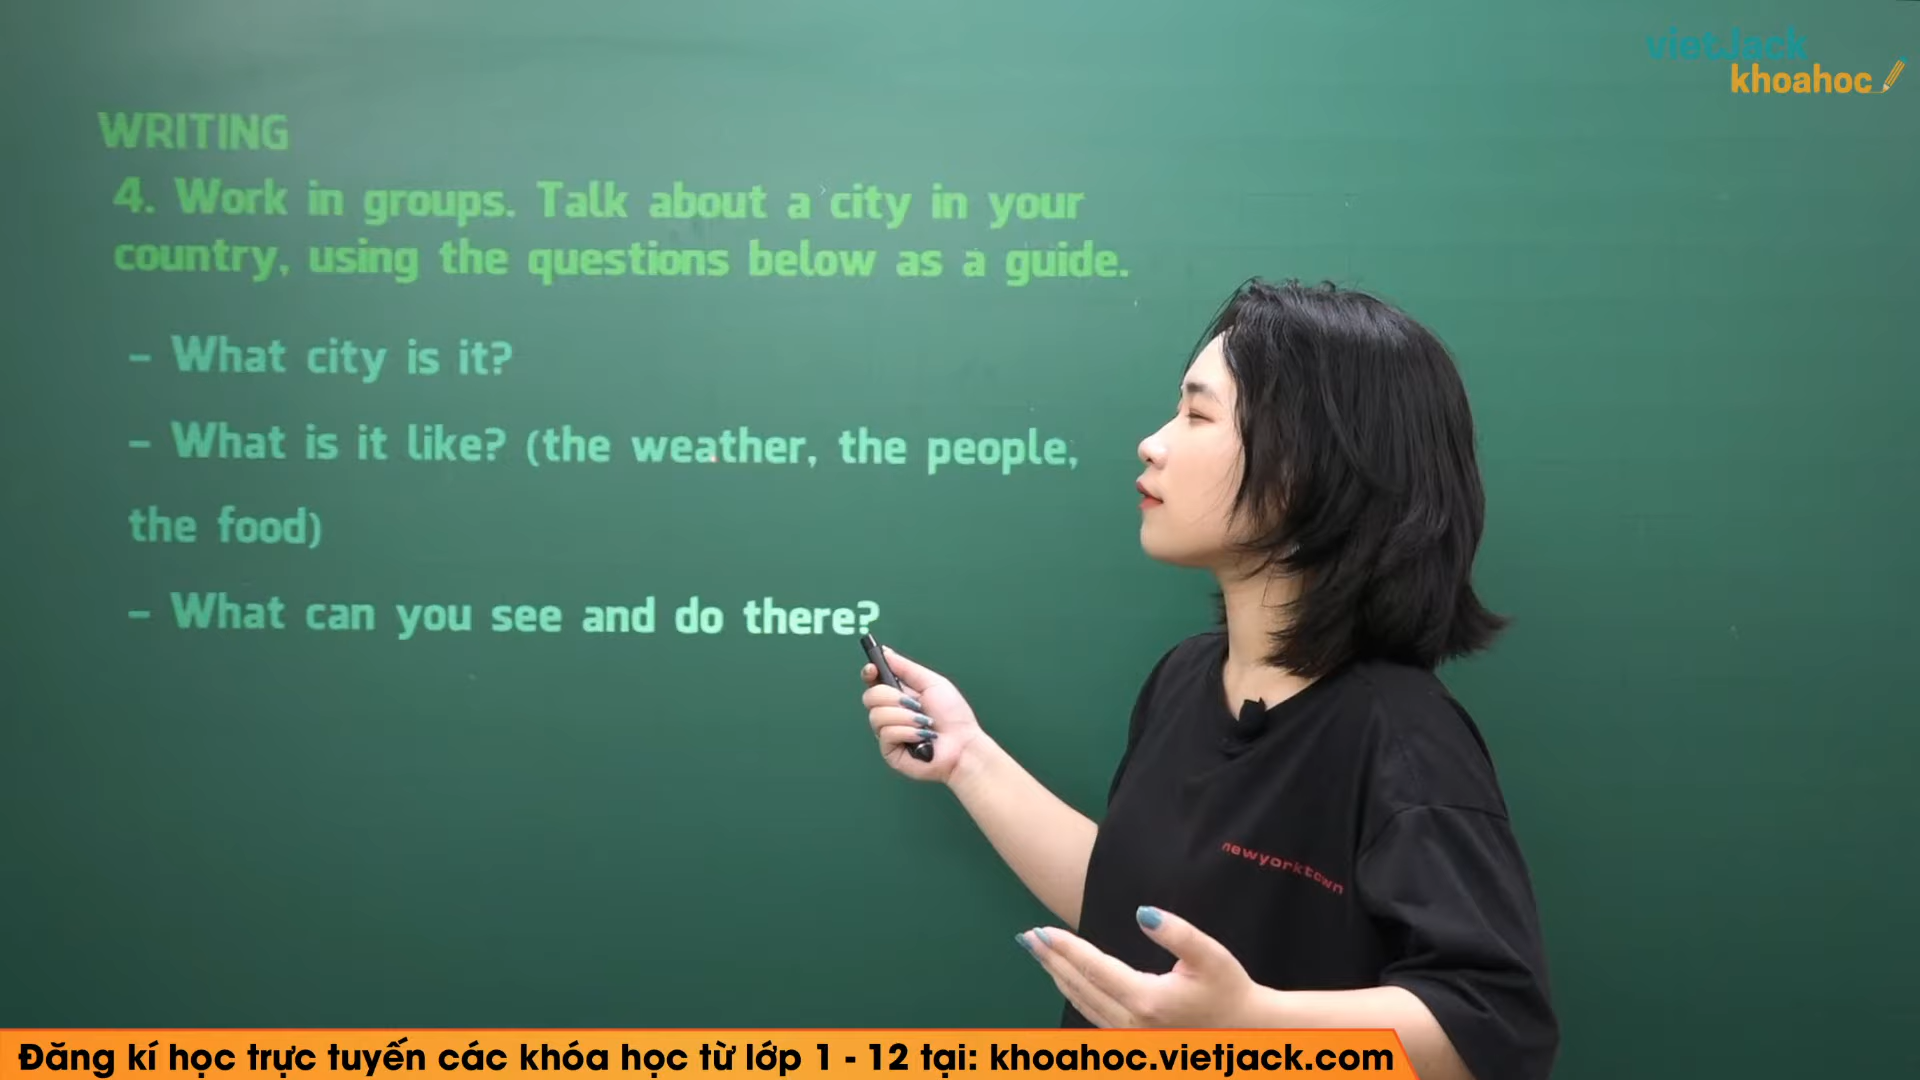 vietJack
khoahoc
WRITING
4. Work in groups. Talk about a city in your
country, using the questions below as a guide.
– What city is it?
– What is it like? (the weather, the people,
the food)
– What can you see and do there?
newyorktown
Đăng kí học trực tuyến các khóa học từ lớp 1 - 12 tại: khoahoc.vietjack.com